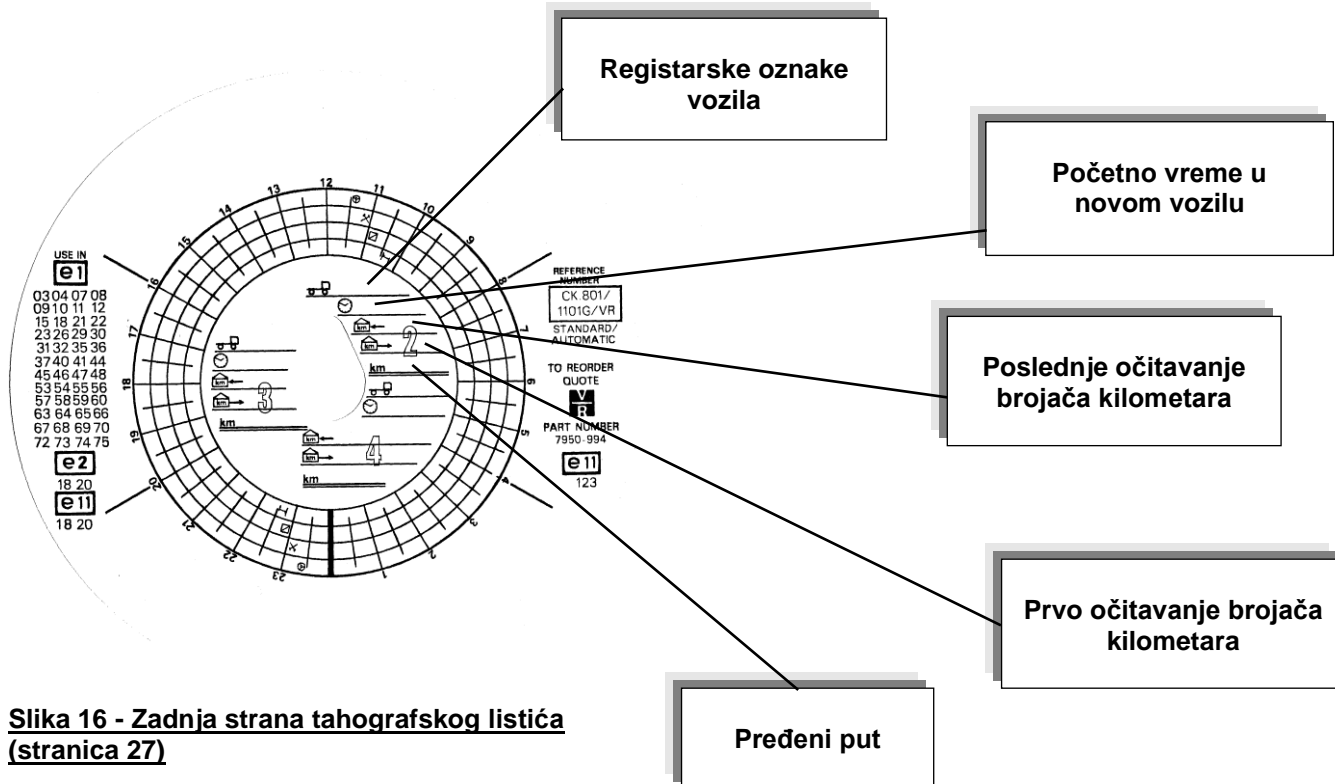 Registarske oznake
vozila
Početno vreme u
novom vozilu
Poslednje očitavanje
brojača kilometara
Prvo očitavanje brojača
kilometara
Pređeni put
USE IN
e1
03 04 07 08
09 10 11 12
15 18 21 22
23 26 29 30
31 32 35 36
37 40 41 44
45 46 47 48
53 54 55 56
57 58 59 60
63 64 65 66
67 68 69 70
72 73 74 75
e2
18 20
e11
18 20
12
11
10
9
8
7
6
5
4
3
2
1
23
22
21
20
19
18
17
16
15
14
13
km
km
2
km
3
km
km
km
km
km
4
km
REFERENCE
NUMBER
CK 801/
1101G/VR
STANDARD/
AUTOMATIC
TO REORDER
QUOTE
V
R
PART NUMBER
7950-994
e11
123
Slika 16 - Zadnja strana tahografskog listića
(stranica 27)